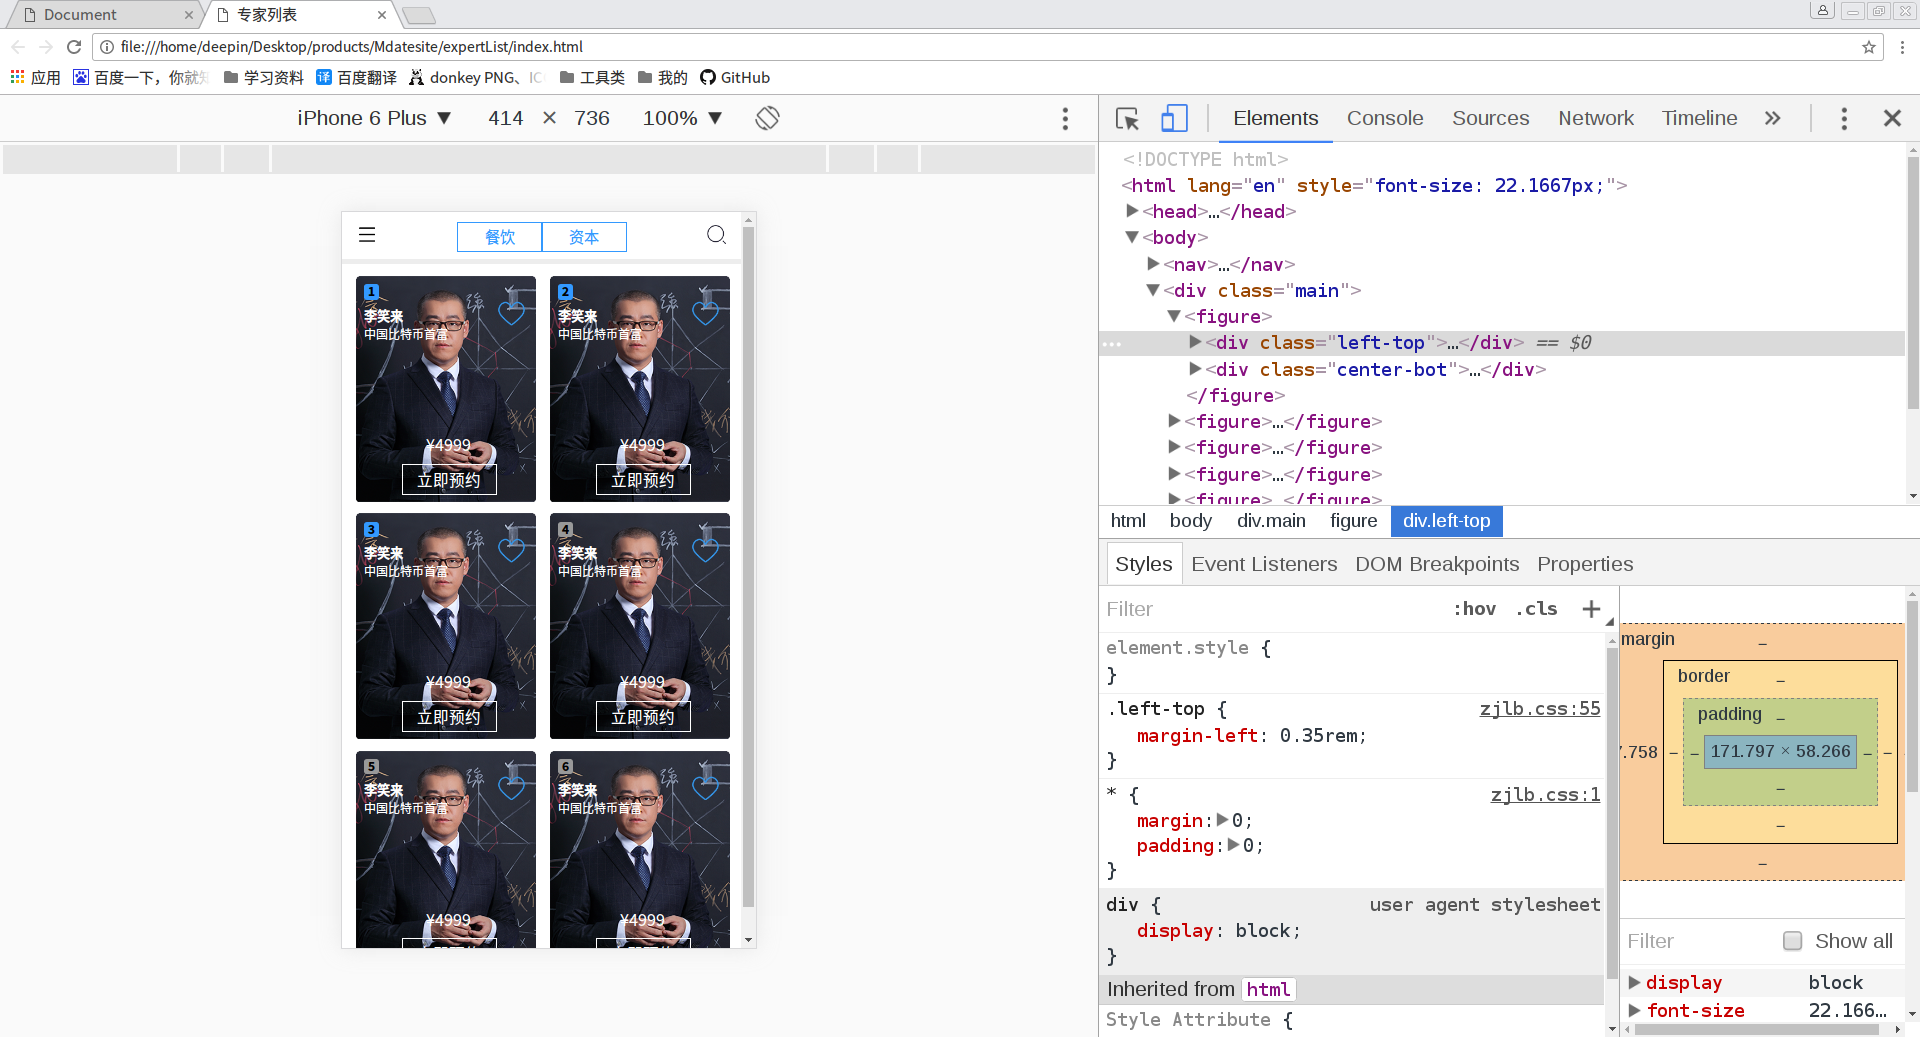 Document
专家列表
file:///home/deepin/Desktop/products/Mdatesite/expertList/index.html
应用
百度一下，你就知
学习资料
百度翻译
donkey PNG、IC
工具类
我的
GitHub
iPhone 6 Plus ▼
414 × 736
100% ▼
餐饮
资本
1
李笑来
中国比特币首富
¥4999
立即预约
2
李笑来
中国比特币首富
¥4999
立即预约
3
李笑来
中国比特币首富
¥4999
立即预约
4
李笑来
中国比特币首富
¥4999
立即预约
5
李笑来
中国比特币首富
¥4999
立即预约
6
李笑来
中国比特币首富
¥4999
立即预约
Elements Console Sources Network Timeline »
<!DOCTYPE html>
<html lang="en" style="font-size: 22.1667px;">
▶<head>…</head>
▼<body>
▶<nav>…</nav>
▼<div class="main">
▼<figure>
▶<div class="left-top">…</div> == $0
▶<div class="center-bot">…</div>
</figure>
▶<figure>…</figure>
▶<figure>…</figure>
▶<figure>…</figure>
▶<figure>…</figure>
html body div.main figure div.left-top
Styles Event Listeners DOM Breakpoints Properties
Filter :hov .cls +
element.style {
}
.left-top { zjlb.css:55
margin-left: 0.35rem;
}
* { zjlb.css:1
margin:▶0;
padding:▶0;
}
div { user agent stylesheet
display: block;
}
Inherited from html
Style Attribute {
margin –
border –
padding –
7.758 – – 171.797 × 58.266 – –
–
–
–
Filter Show all
▶display block
▶font-size 22.166…